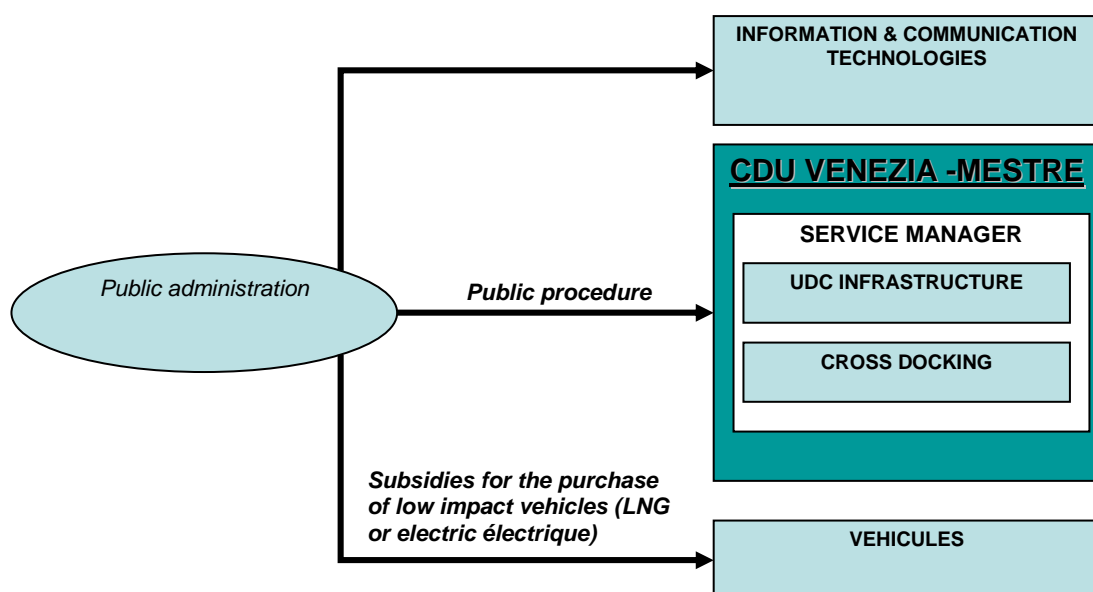 INFORMATION & COMMUNICATION
TECHNOLOGIES
CDU VENEZIA -MESTRE
SERVICE MANAGER
UDC INFRASTRUCTURE
CROSS DOCKING
Public administration
Public procedure
Subsidies for the purchase
of low impact vehicles (LNG
or electric électrique)
VEHICULES